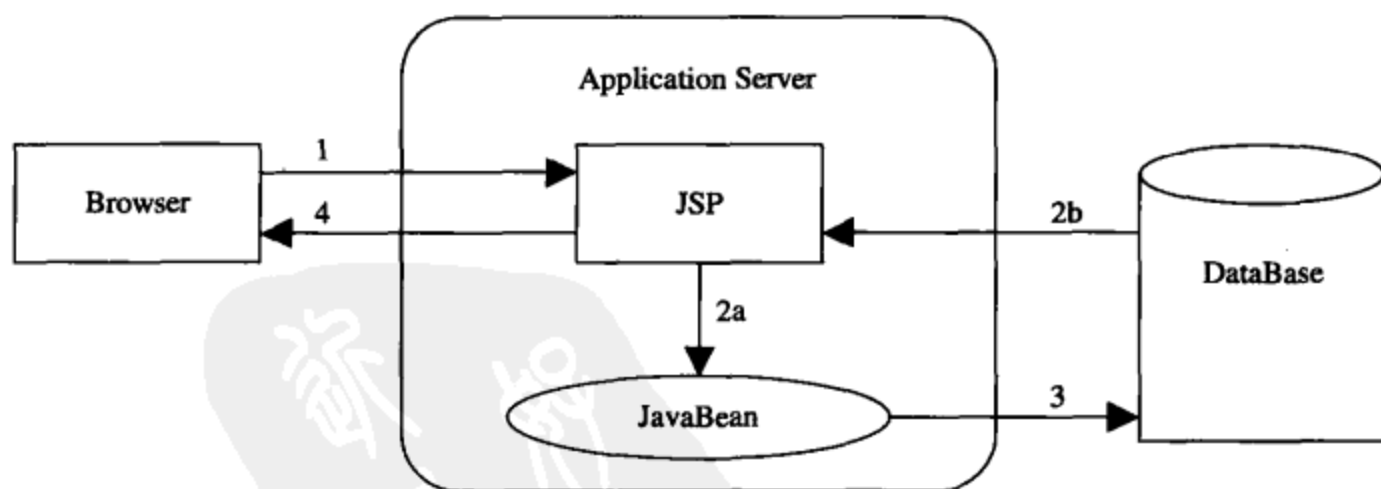 Application Server
1
Browser
4
JSP
2b
DataBase
2a
JavaBean
3